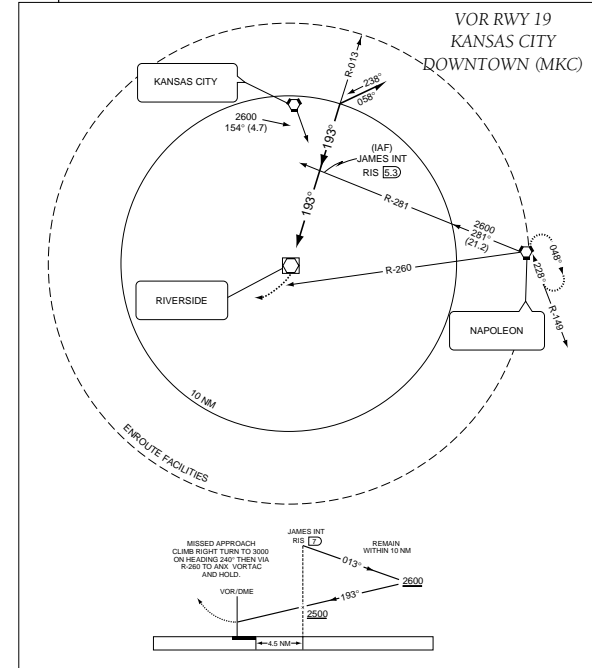 VOR RWY 19
KANSAS CITY
DOWNTOWN (MKC)
R-013
KANSAS CITY
238°
058°
2600
154° (4.7)
193°
(IAF)
JAMES INT
RIS 5.3
193°
R-281
2600
281°
(21.2)
048°
228°
R-149
R-260
RIVERSIDE
NAPOLEON
10 NM
ENROUTE FACILITIES
MISSED APPROACH
CLIMB RIGHT TURN TO 3000
ON HEADING 240° THEN VIA
R-260 TO ANX VORTAC
AND HOLD.
JAMES INT
RIS 7
REMAIN
WITHIN 10 NM
013°
2600
193°
VOR/DME
2500
4.5 NM